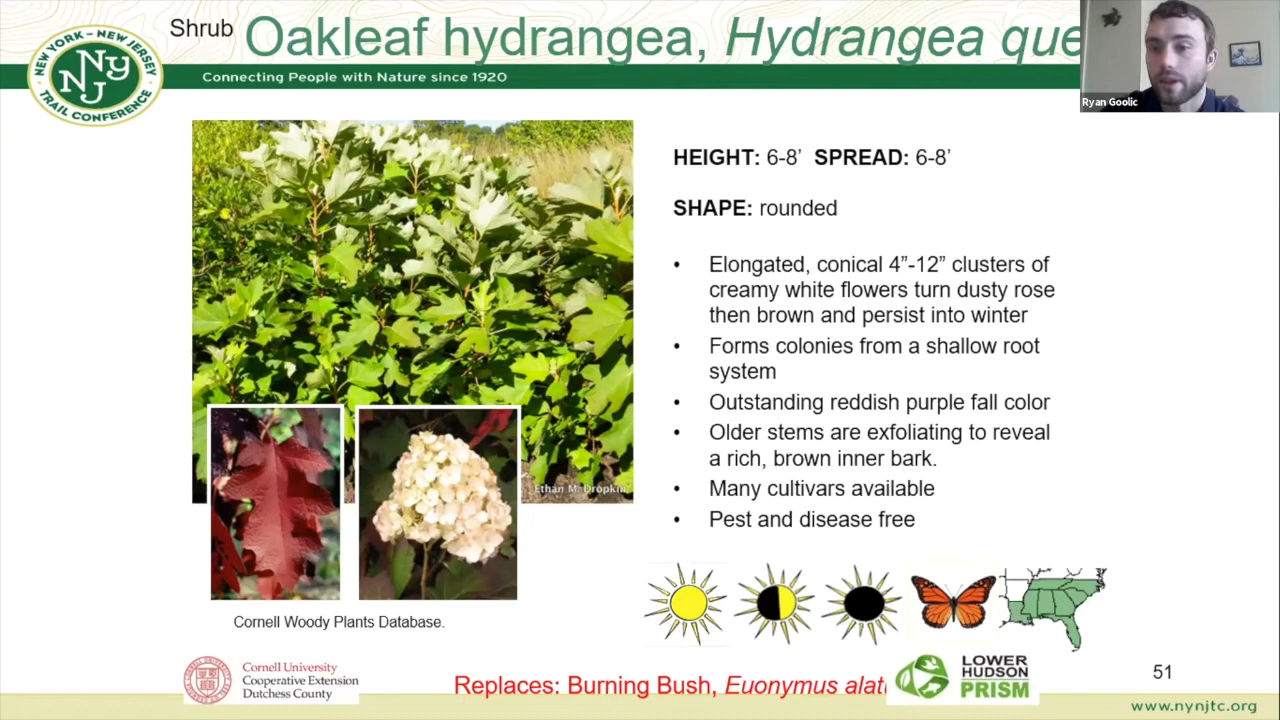 Shrub
Oakleaf hydrangea, Hydrangea que
Ryan Goolic
NEW YORK – NEW JERSEY
NY NJ
TRAIL CONFERENCE
Connecting People with Nature since 1920
HEIGHT: 6-8’ SPREAD: 6-8’
SHAPE: rounded
• Elongated, conical 4”-12” clusters of
creamy white flowers turn dusty rose
then brown and persist into winter
• Forms colonies from a shallow root
system
• Outstanding reddish purple fall color
• Older stems are exfoliating to reveal
a rich, brown inner bark.
• Many cultivars available
• Pest and disease free
Ethan M. Dropkin
Cornell Woody Plants Database.
Cornell University
Cooperative Extension
Dutchess County
Replaces: Burning Bush, Euonymus alat
LOWER
HUDSON
PRISM
51
www.nynjtc.org